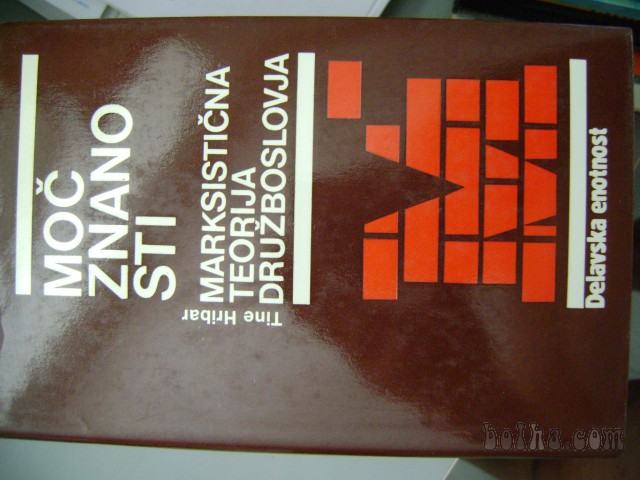 MOČ
ZNANO
STI
MARKSISTIČNA
TEORIJA
DRUŽBOSLOVJA
Tine Hribar
Delavska enotnost
bolha.com